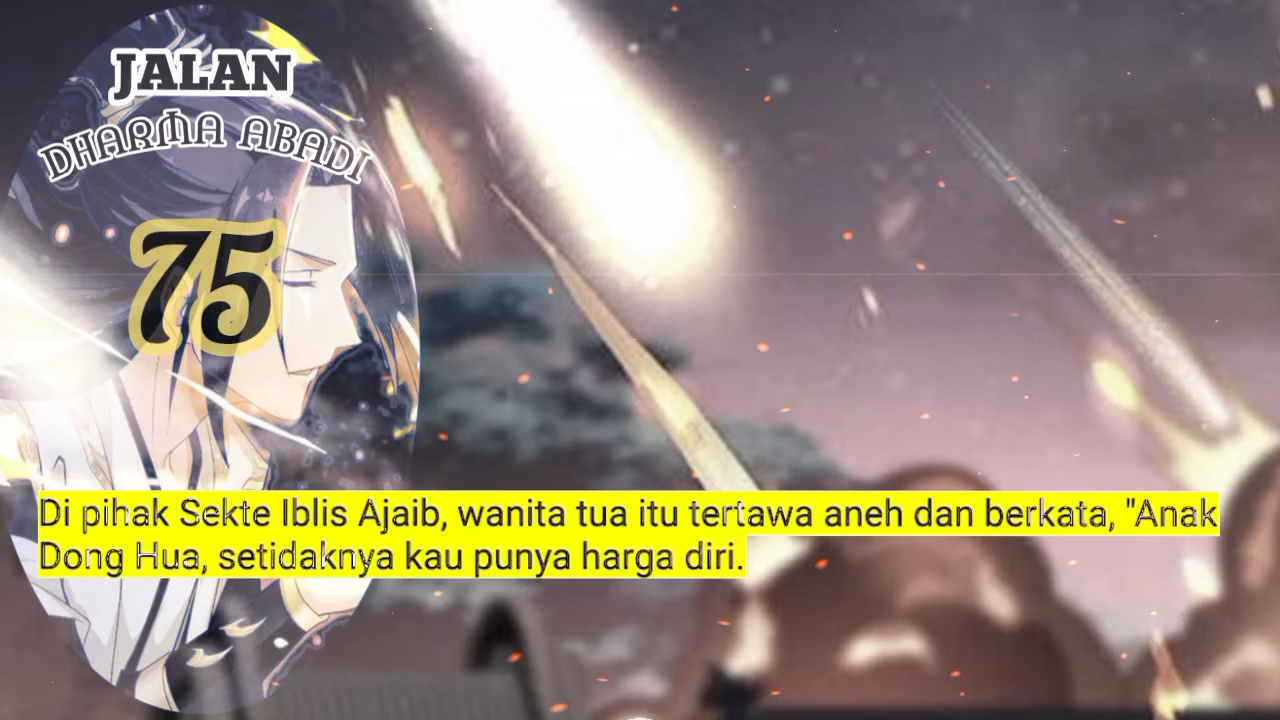 JALAN
DHARMA ABADI
75
Di pihak Sekte Iblis Ajaib, wanita tua itu tertawa aneh dan berkata, "Anak
Dong Hua, setidaknya kau punya harga diri.